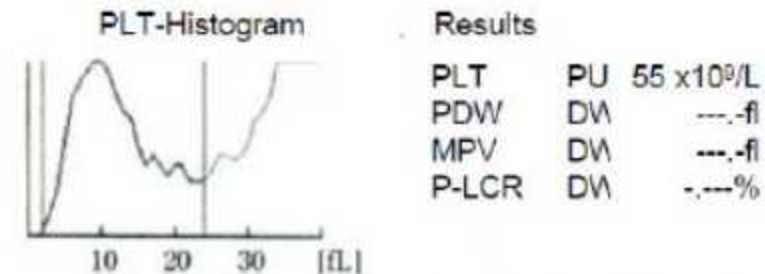 PLT-Histogram
10 20 30 [fL]
Results
PLT PU 55 x10⁹/L
PDW DW ---.-fl
MPV DW ---.-fl
P-LCR DW -.---%